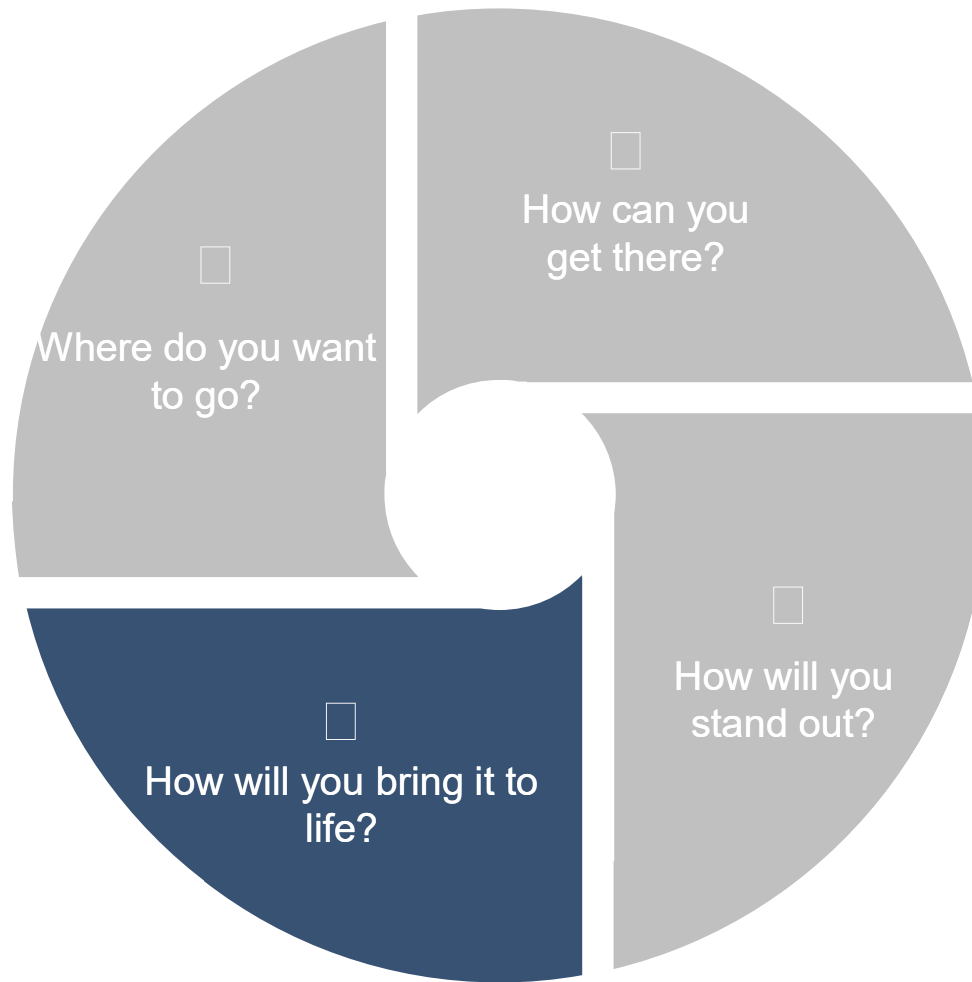 How can you
get there?
Where do you want
to go?
How will you
stand out?
How will you bring it to
life?